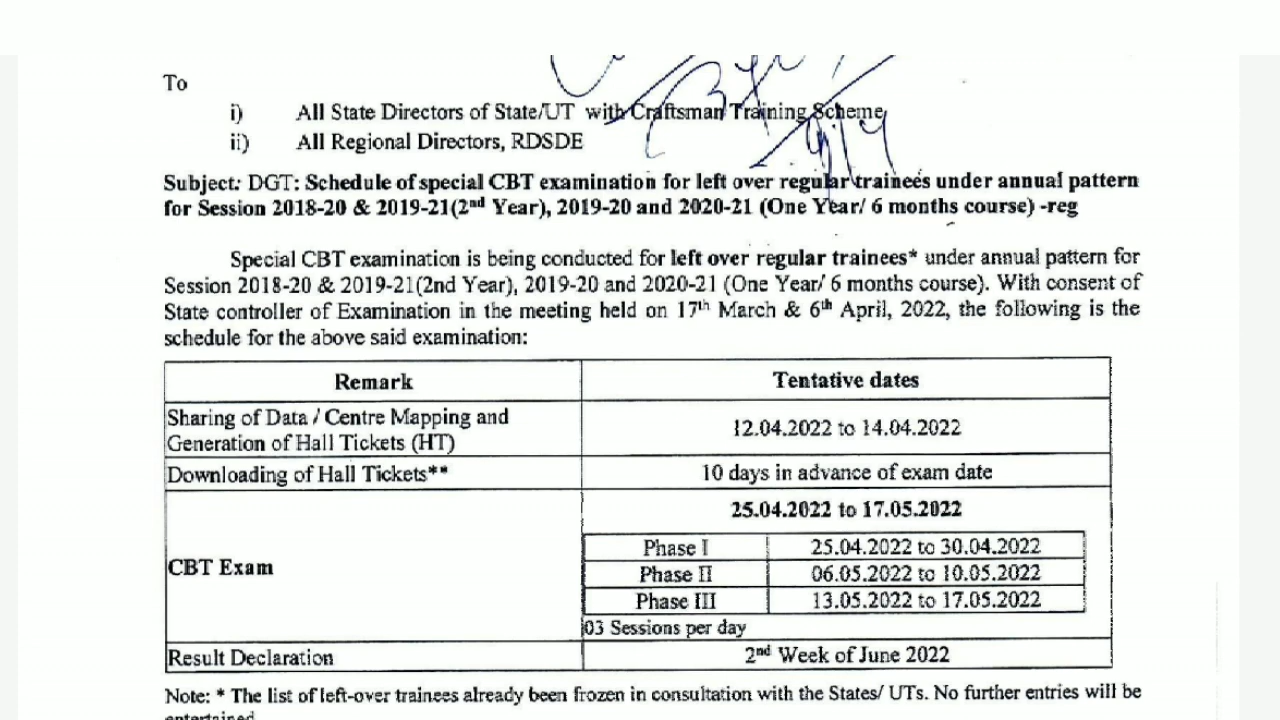 To
i) All State Directors of State/UT with Craftsman Training Scheme
ii) All Regional Directors, RDSDE
Subject: DGT: Schedule of special CBT examination for left over regular trainees under annual pattern
for Session 2018-20 & 2019-21(2nd Year), 2019-20 and 2020-21 (One Year/ 6 months course) -reg
Special CBT examination is being conducted for left over regular trainees* under annual pattern for
Session 2018-20 & 2019-21(2nd Year), 2019-20 and 2020-21 (One Year/ 6 months course). With consent of
State controller of Examination in the meeting held on 17th March & 6th April, 2022, the following is the
schedule for the above said examination:
Remark Tentative dates
Sharing of Data / Centre Mapping and
Generation of Hall Tickets (HT) 12.04.2022 to 14.04.2022
Downloading of Hall Tickets** 10 days in advance of exam date
25.04.2022 to 17.05.2022
CBT Exam
Phase I 25.04.2022 to 30.04.2022
Phase II 06.05.2022 to 10.05.2022
Phase III 13.05.2022 to 17.05.2022
03 Sessions per day
Result Declaration 2nd Week of June 2022
Note: * The list of left-over trainees already been frozen in consultation with the States/ UTs. No further entries will be
entertained